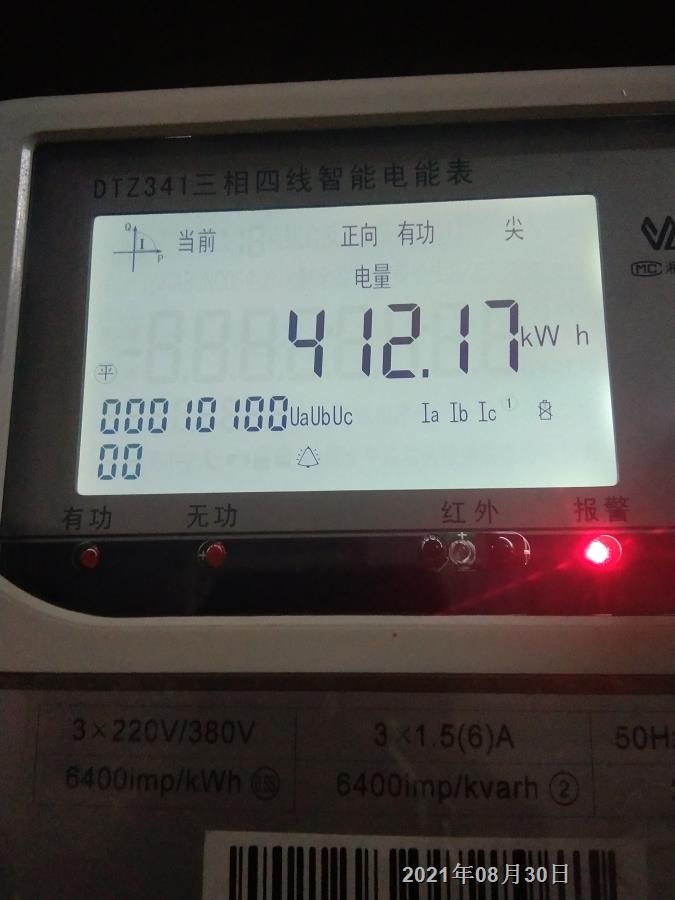 DTZ341三相四线智能电能表
Q
I
P
当前 正向 有功 尖
电量
412.17kW h
平
00010100 UaUbUc Ia Ib Ic 1
00
有功 无功 红外 报警
MC
3×220V/380V 3×1.5(6)A 50Hz
6400imp/kWh 6400imp/kvarh ②
2021年08月30日